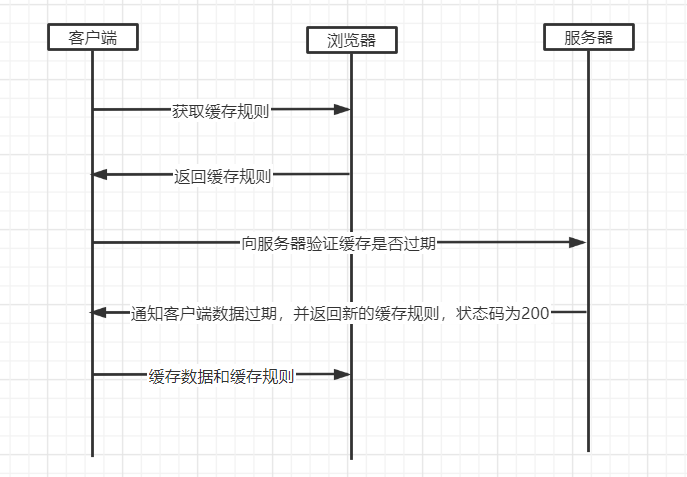 客户端
浏览器
服务器
获取缓存规则
返回缓存规则
向服务器验证缓存是否过期
通知客户端数据过期，并返回新的缓存规则，状态码为200
缓存数据和缓存规则